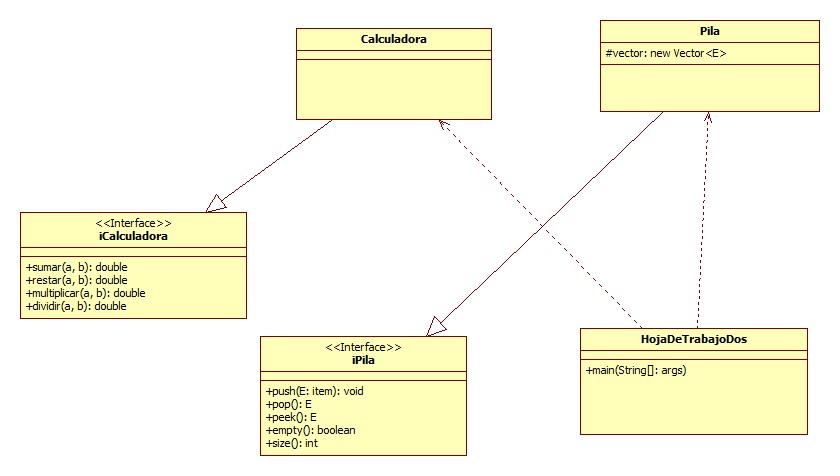 Calculadora
Pila
#vector: new Vector<E>
<<Interface>>
iCalculadora
+sumar(a, b): double
+restar(a, b): double
+multiplicar(a, b): double
+dividir(a, b): double
<<Interface>>
iPila
+push(E: item): void
+pop(): E
+peek(): E
+empty(): boolean
+size(): int
HojaDeTrabajoDos
+main(String[]: args)